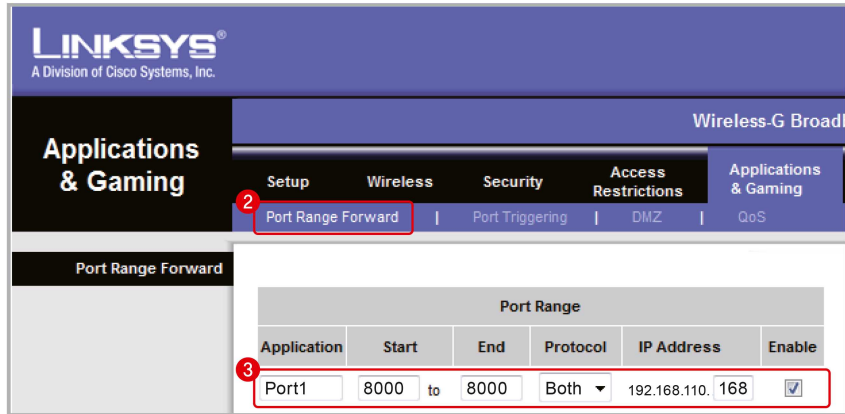 LINKSYS®
A Division of Cisco Systems, Inc.
Wireless-G Broad
Applications
& Gaming
Setup Wireless Security Access Restrictions Applications & Gaming
2
Port Range Forward | Port Triggering | DMZ | QoS
Port Range Forward
Port Range
Application Start End Protocol IP Address Enable
3
Port1 8000 to 8000 Both 192.168.110. 168